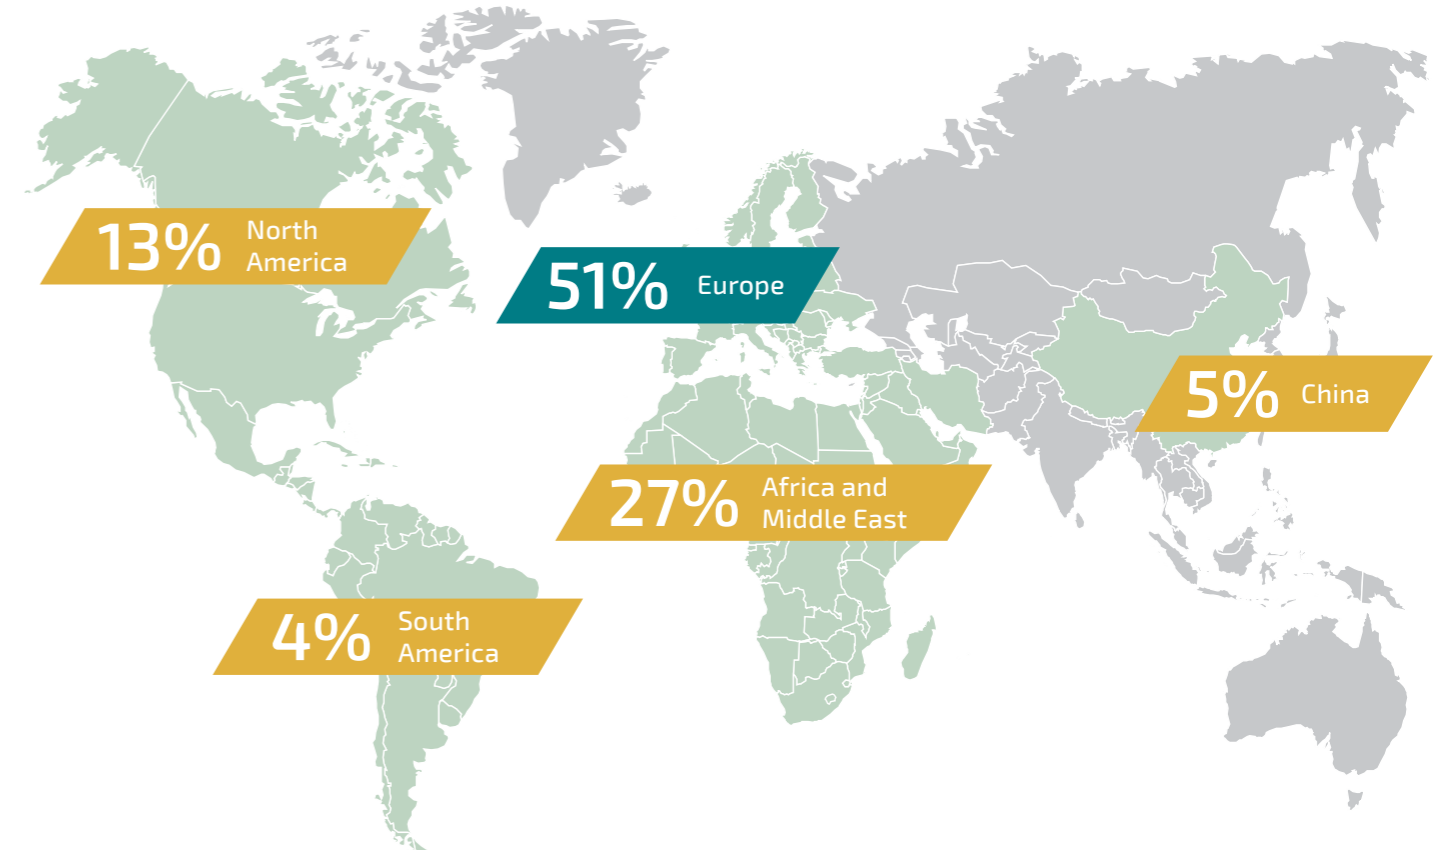 13%
North
America
51%
Europe
5%
China
27%
Africa and
Middle East
4%
South
America